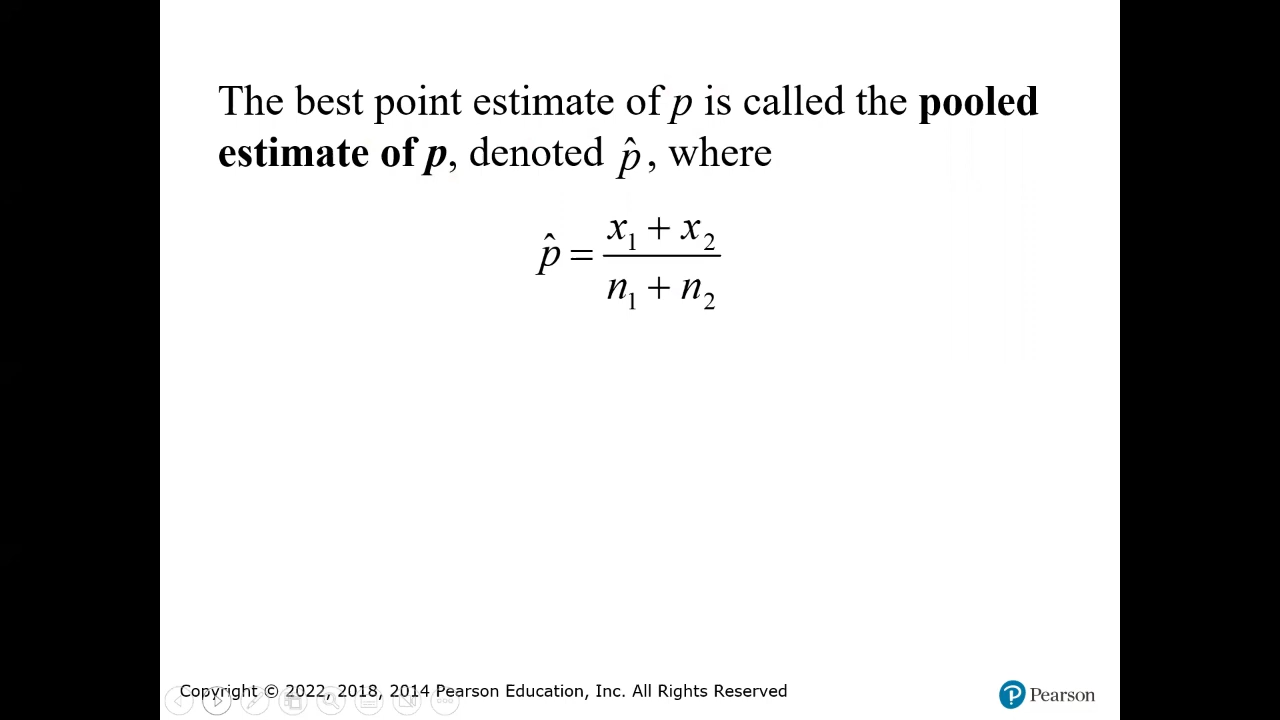 The best point estimate of p is called the pooled
estimate of p, denoted p̂, where
p̂ = (x₁ + x₂) / (n₁ + n₂)
Copyright © 2022, 2018, 2014 Pearson Education, Inc. All Rights Reserved
P Pearson